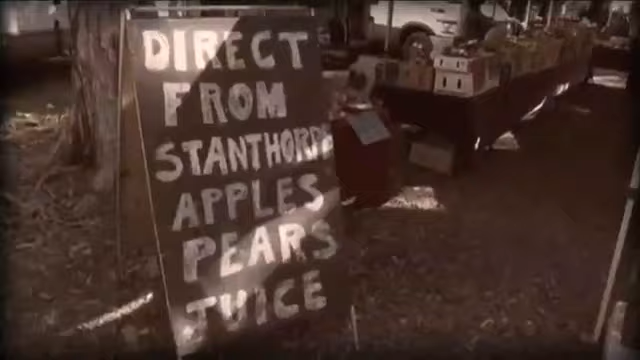 DIRECT
FROM
STANTHORPE
APPLES
PEARS
JUICE